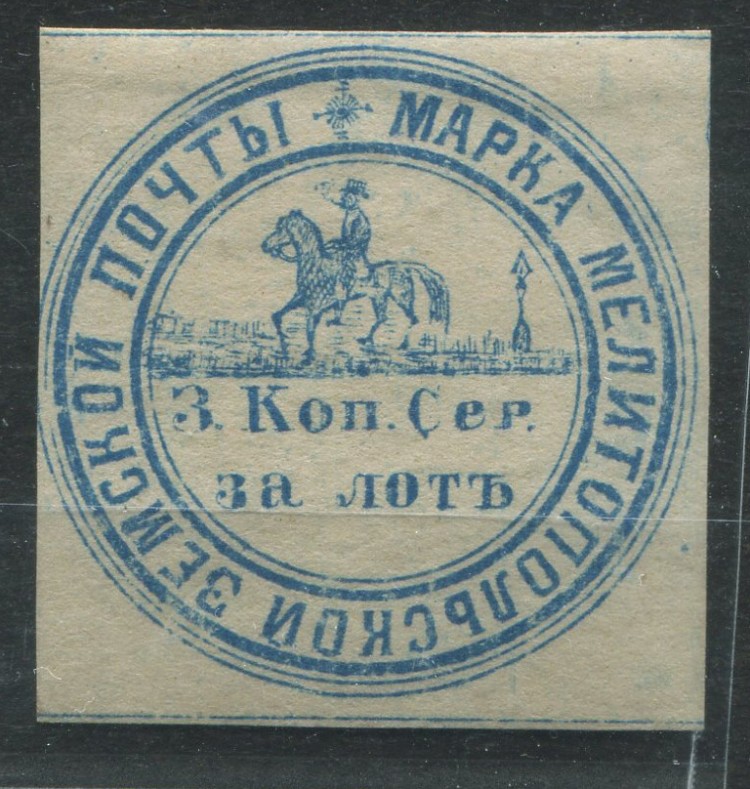 МАРКА МЕЛИТОПОЛЬСКОЙ ЗЕМСКОЙ ПОЧТЫ
3. Коп. Сер.
за лотъ